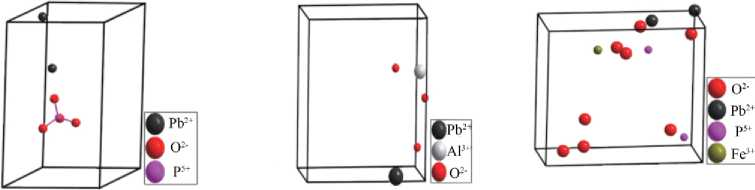 Pb²⁺
O²⁻
P⁵⁺
Pb²⁺
Al³⁺
O²⁻
O²⁻
Pb²⁺
P⁵⁺
Fe³⁺